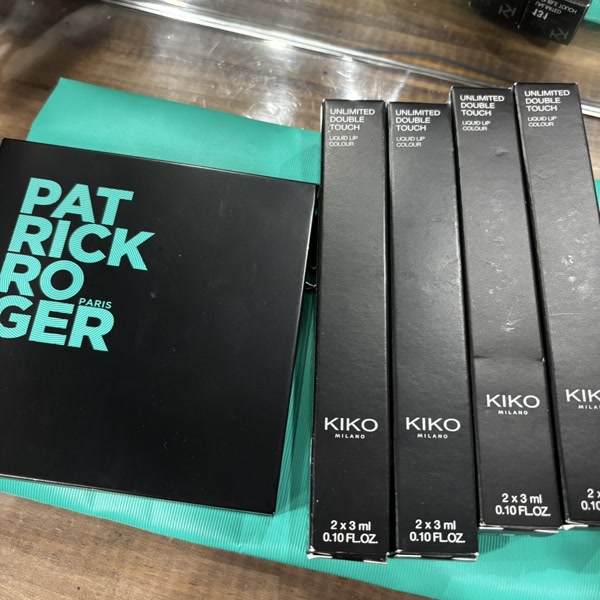 PAT
RICK
RO
PARIS
GER
UNLIMITED
DOUBLE
TOUCH
LIQUID LIP
COLOUR
KIKO
MILANO
2 x 3 ml
0.10 FL.OZ.
UNLIMITED
DOUBLE
TOUCH
LIQUID LIP
COLOUR
KIKO
MILANO
2 x 3 ml
0.10 FL.OZ.
UNLIMITED
DOUBLE
TOUCH
LIQUID LIP
COLOUR
KIKO
MILANO
2 x 3 ml
0.10 FL.OZ.
UNLIMITED
DOUBLE
TOUCH
LIQUID LIP
COLOUR
131